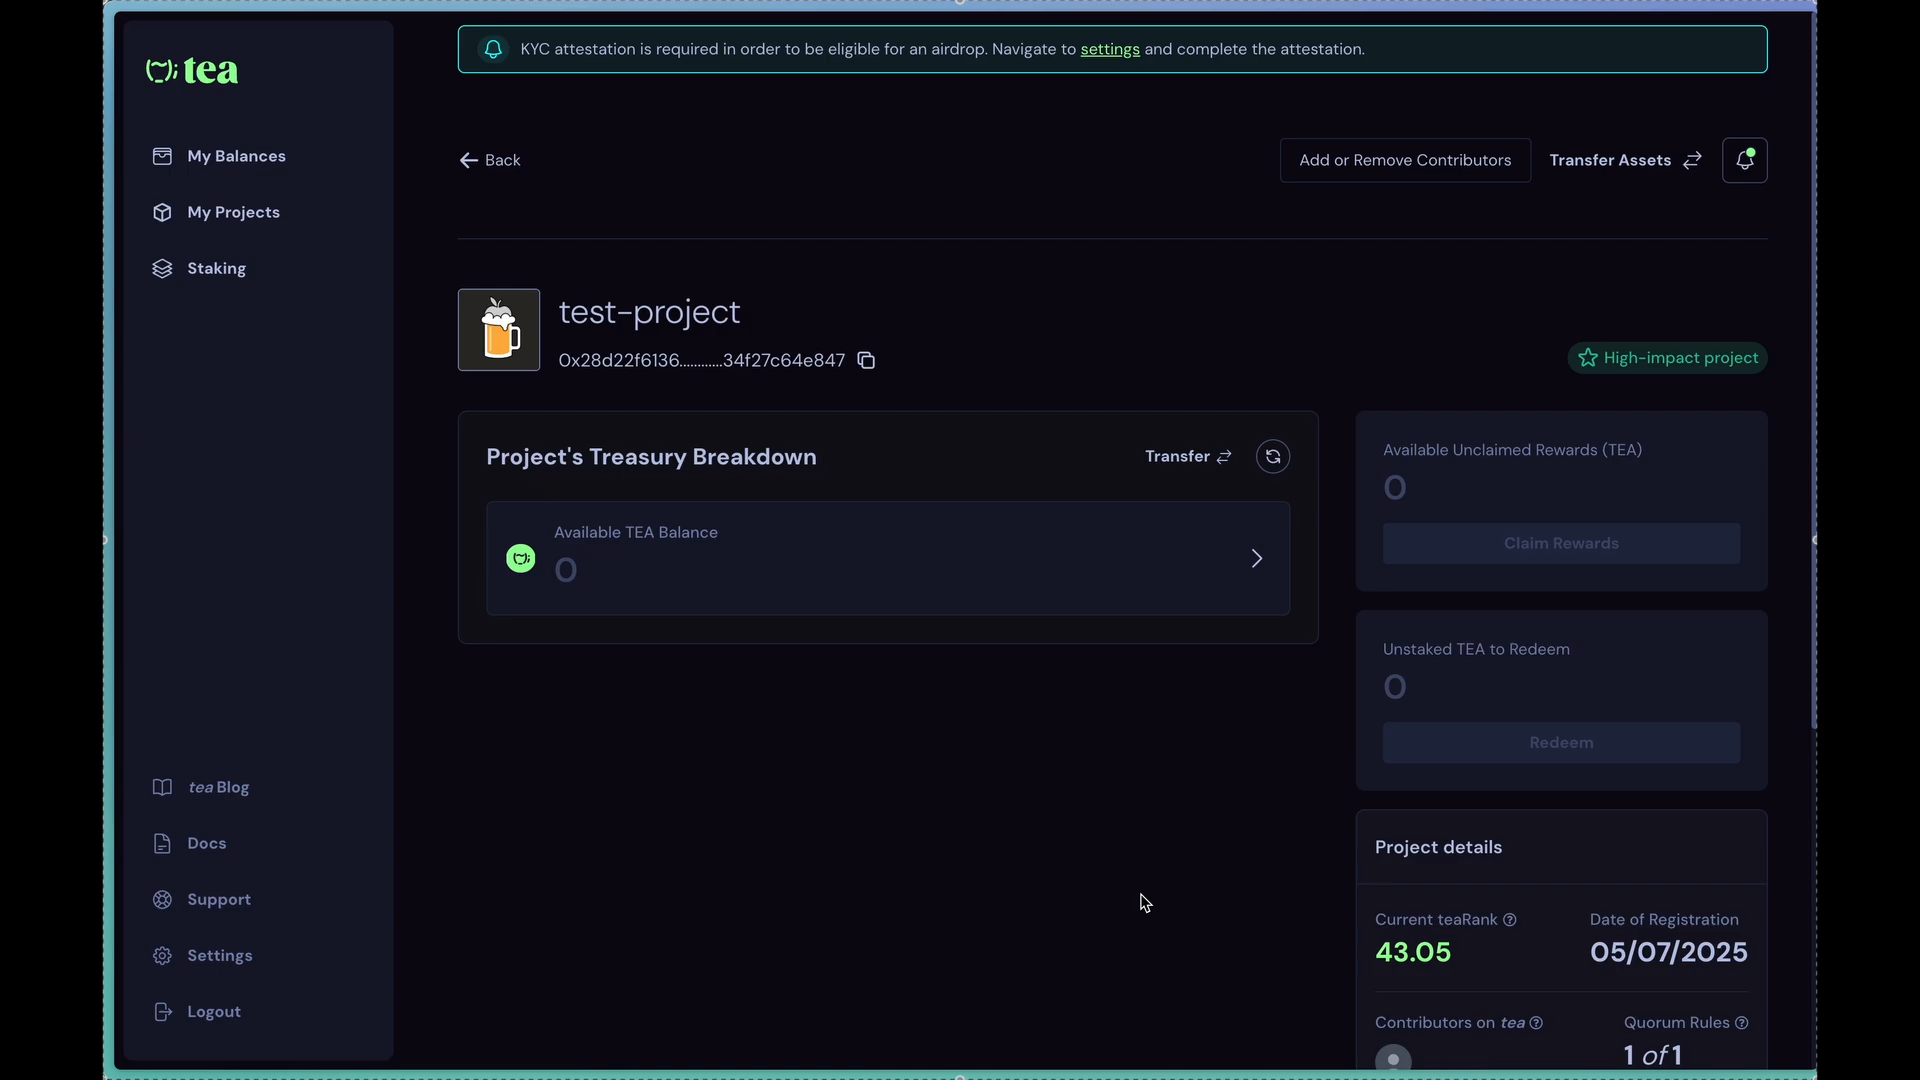 KYC attestation is required in order to be eligible for an airdrop. Navigate to settings and complete the attestation.
tea
My Balances
My Projects
Staking
tea Blog
Docs
Support
Settings
Logout
Back
Add or Remove Contributors
Transfer Assets
test-project
0x28d22f6136............34f27c64e847
High-impact project
Project's Treasury Breakdown
Transfer
Available TEA Balance
0
Available Unclaimed Rewards (TEA)
0
Claim Rewards
Unstaked TEA to Redeem
0
Redeem
Project details
Current teaRank
43.05
Date of Registration
05/07/2025
Contributors on tea
Quorum Rules
1 of 1